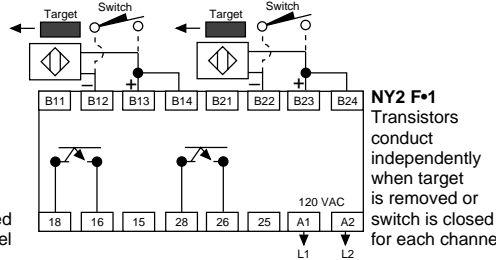 Target Switch Target Switch
− + − +
B11 B12 B13 B14 B21 B22 B23 B24
NY2 F•1
Transistors
conduct
independently
when target
is removed or
switch is closed
for each channe
120 VAC
18 16 15 28 26 25 A1 A2
L1 L2
ed
el